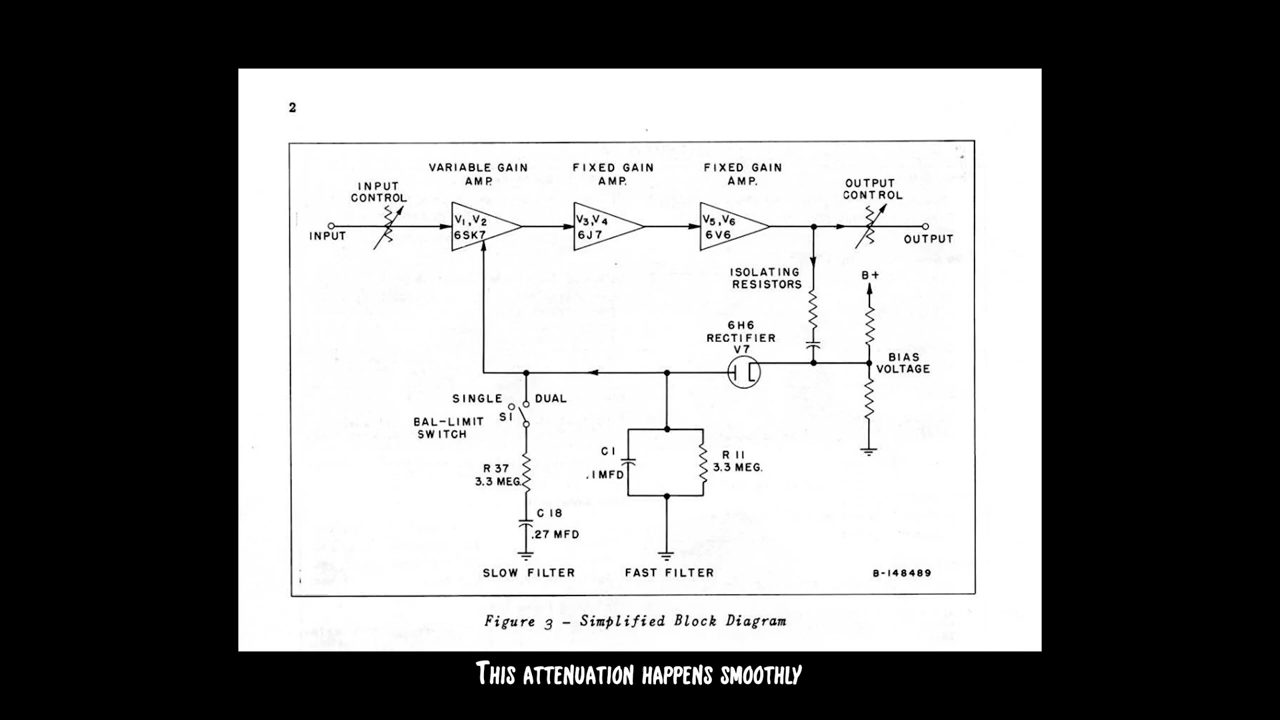 2
VARIABLE GAIN
AMP.
FIXED GAIN
AMP.
FIXED GAIN
AMP.
INPUT
CONTROL
OUTPUT
CONTROL
V1,V2
6SK7
V3,V4
6J7
V5,V6
6V6
INPUT
OUTPUT
ISOLATING
RESISTORS
B+
6H6
RECTIFIER
V7
BIAS
VOLTAGE
SINGLE
DUAL
S1
BAL-LIMIT
SWITCH
R 37
3.3 MEG.
C 1
.1MFD
R 11
3.3 MEG.
C 18
.27 MFD
SLOW FILTER
FAST FILTER
B-148489
Figure 3 – Simplified Block Diagram
THIS ATTENUATION HAPPENS SMOOTHLY